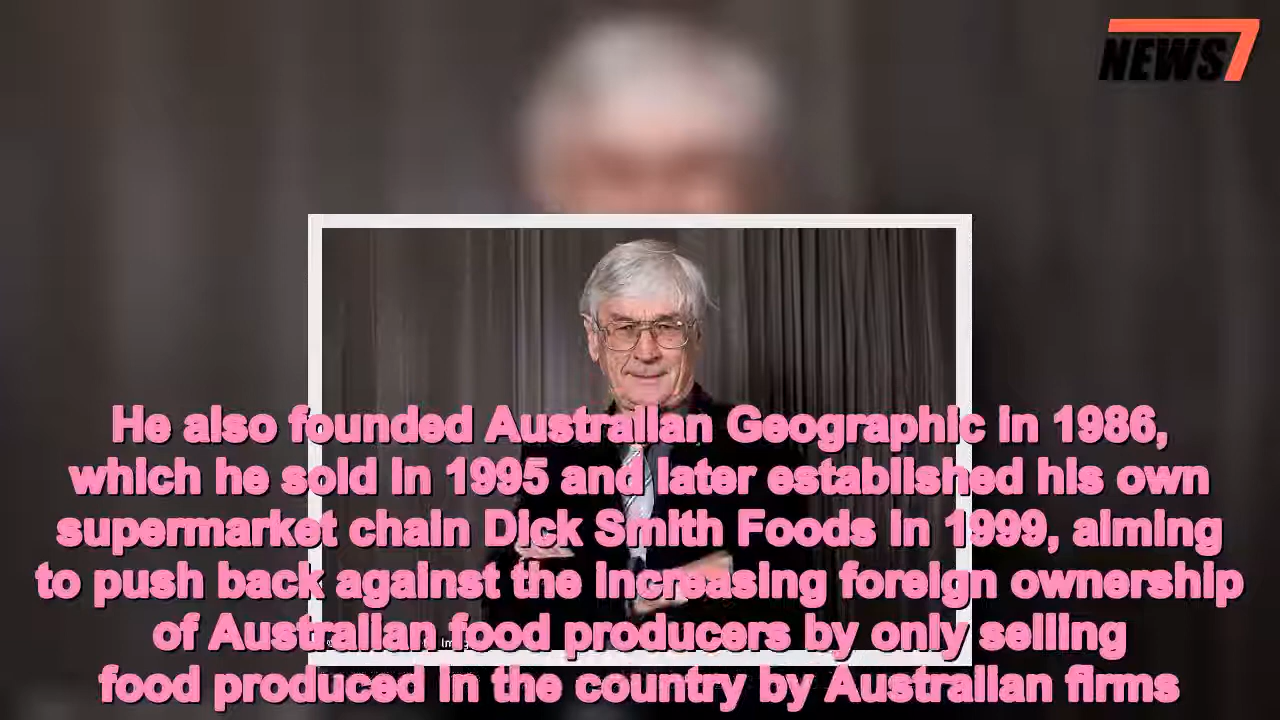 NEWS7
He also founded Australian Geographic in 1986,
which he sold in 1995 and later established his own
supermarket chain Dick Smith Foods in 1999, aiming
to push back against the increasing foreign ownership
of Australian food producers by only selling
food produced in the country by Australian firms